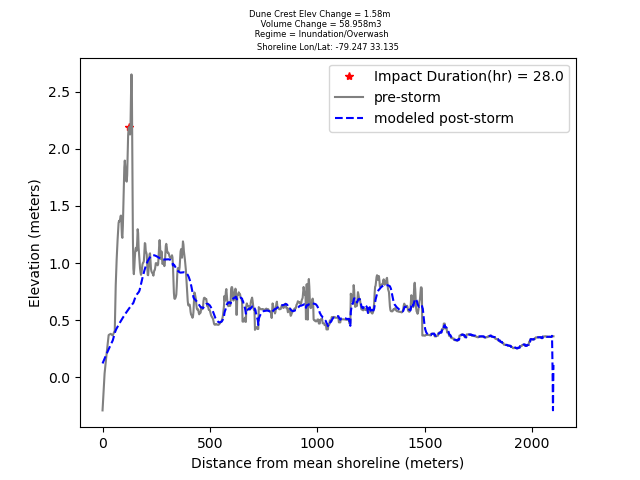 Dune Crest Elev Change = 1.58m
Volume Change = 58.958m3
Regime = Inundation/Overwash
Shoreline Lon/Lat: -79.247 33.135
Impact Duration(hr) = 28.0
pre-storm
modeled post-storm
2.5
2.0
1.5
1.0
0.5
0.0
Elevation (meters)
0 500 1000 1500 2000
Distance from mean shoreline (meters)